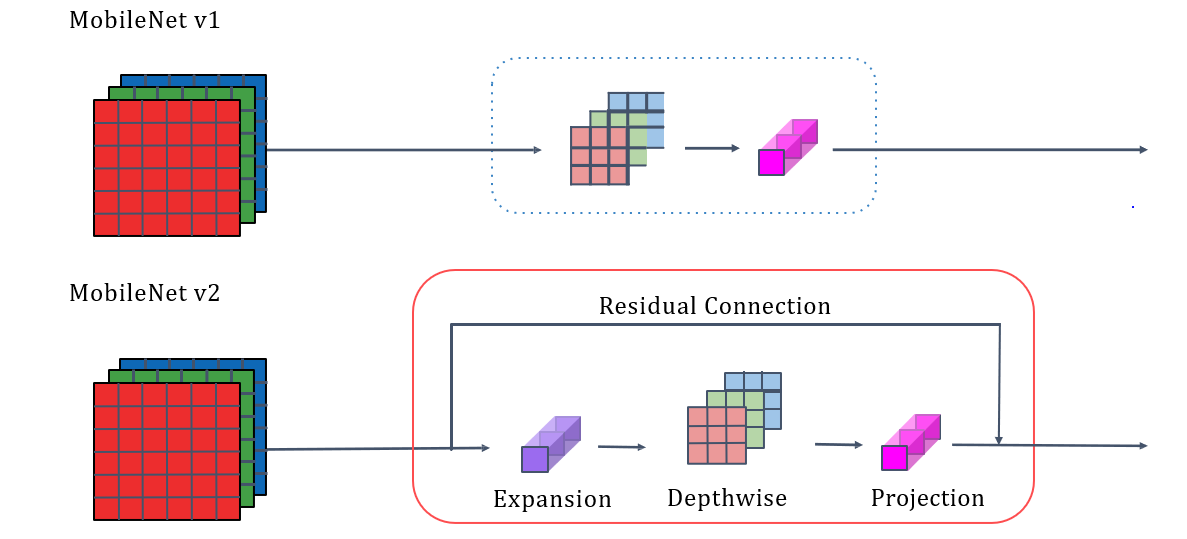 MobileNet v1
MobileNet v2
Residual Connection
Expansion
Depthwise
Projection